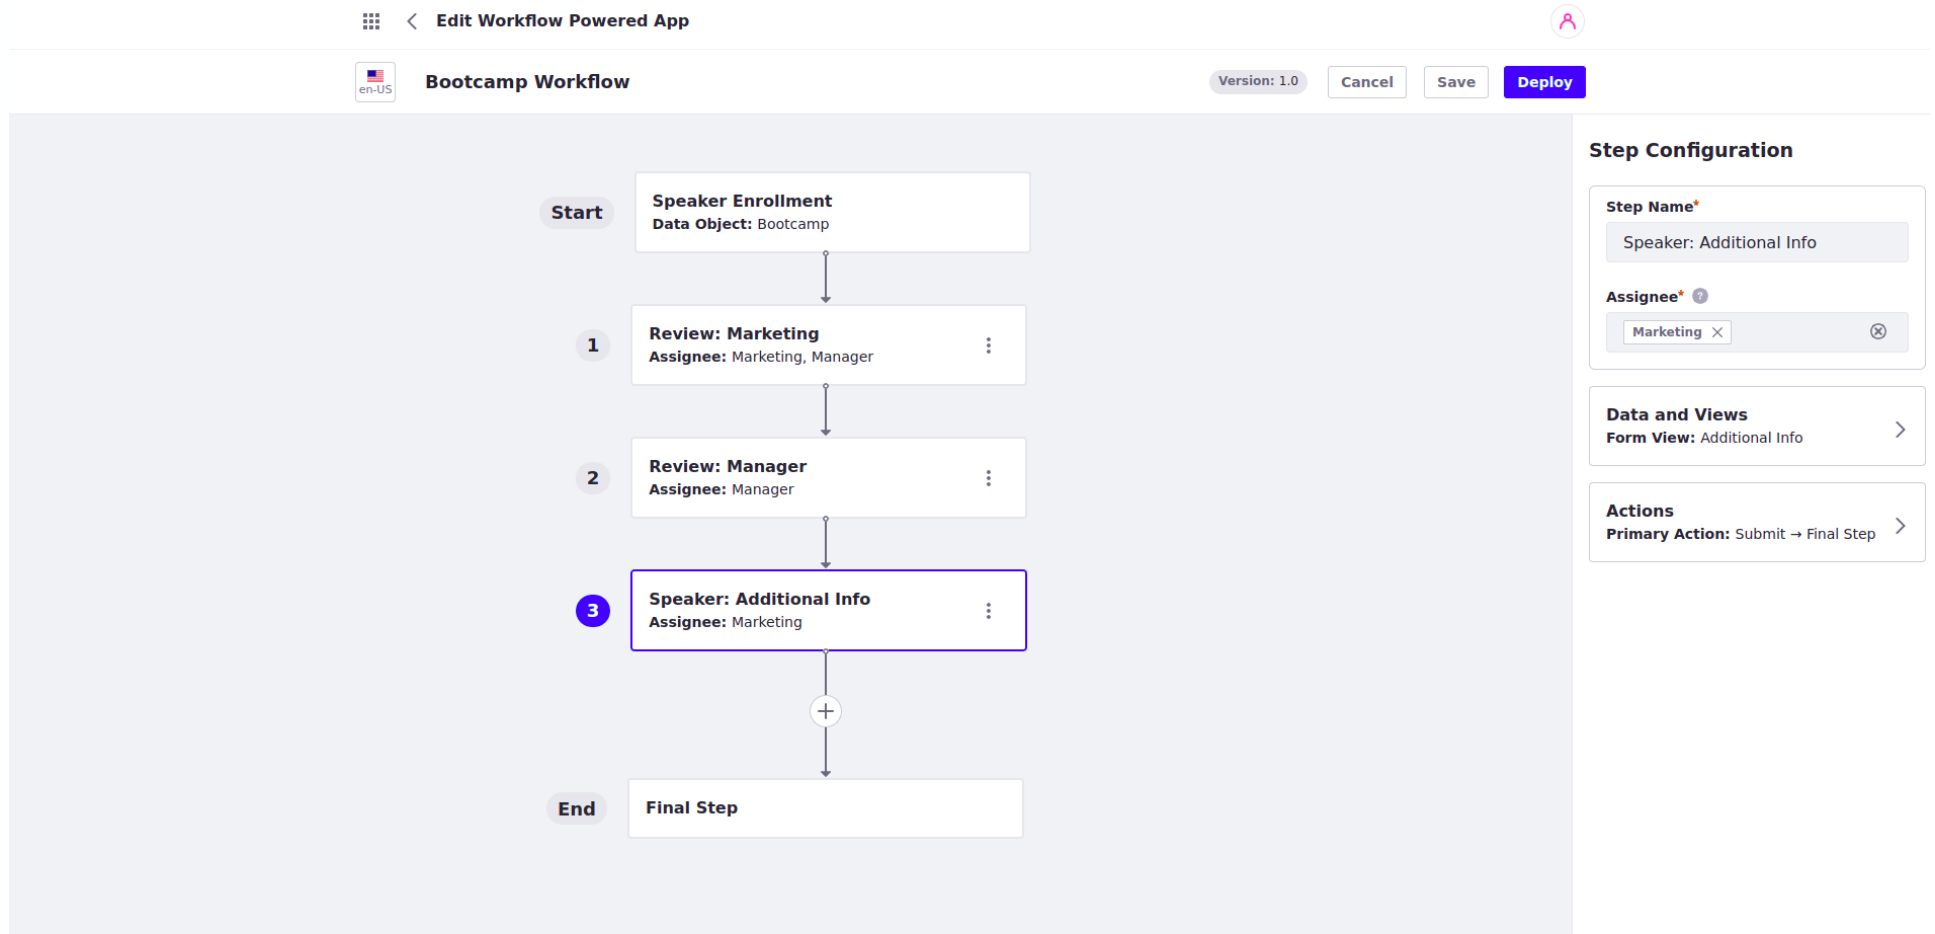 Edit Workflow Powered App
en-US
Bootcamp Workflow
Version: 1.0
Cancel
Save
Deploy
Start
Speaker Enrollment
Data Object: Bootcamp
1
Review: Marketing
Assignee: Marketing, Manager
2
Review: Manager
Assignee: Manager
3
Speaker: Additional Info
Assignee: Marketing
End
Final Step
Step Configuration
Step Name*
Speaker: Additional Info
Assignee* ?
Marketing
Data and Views
Form View: Additional Info
Actions
Primary Action: Submit → Final Step